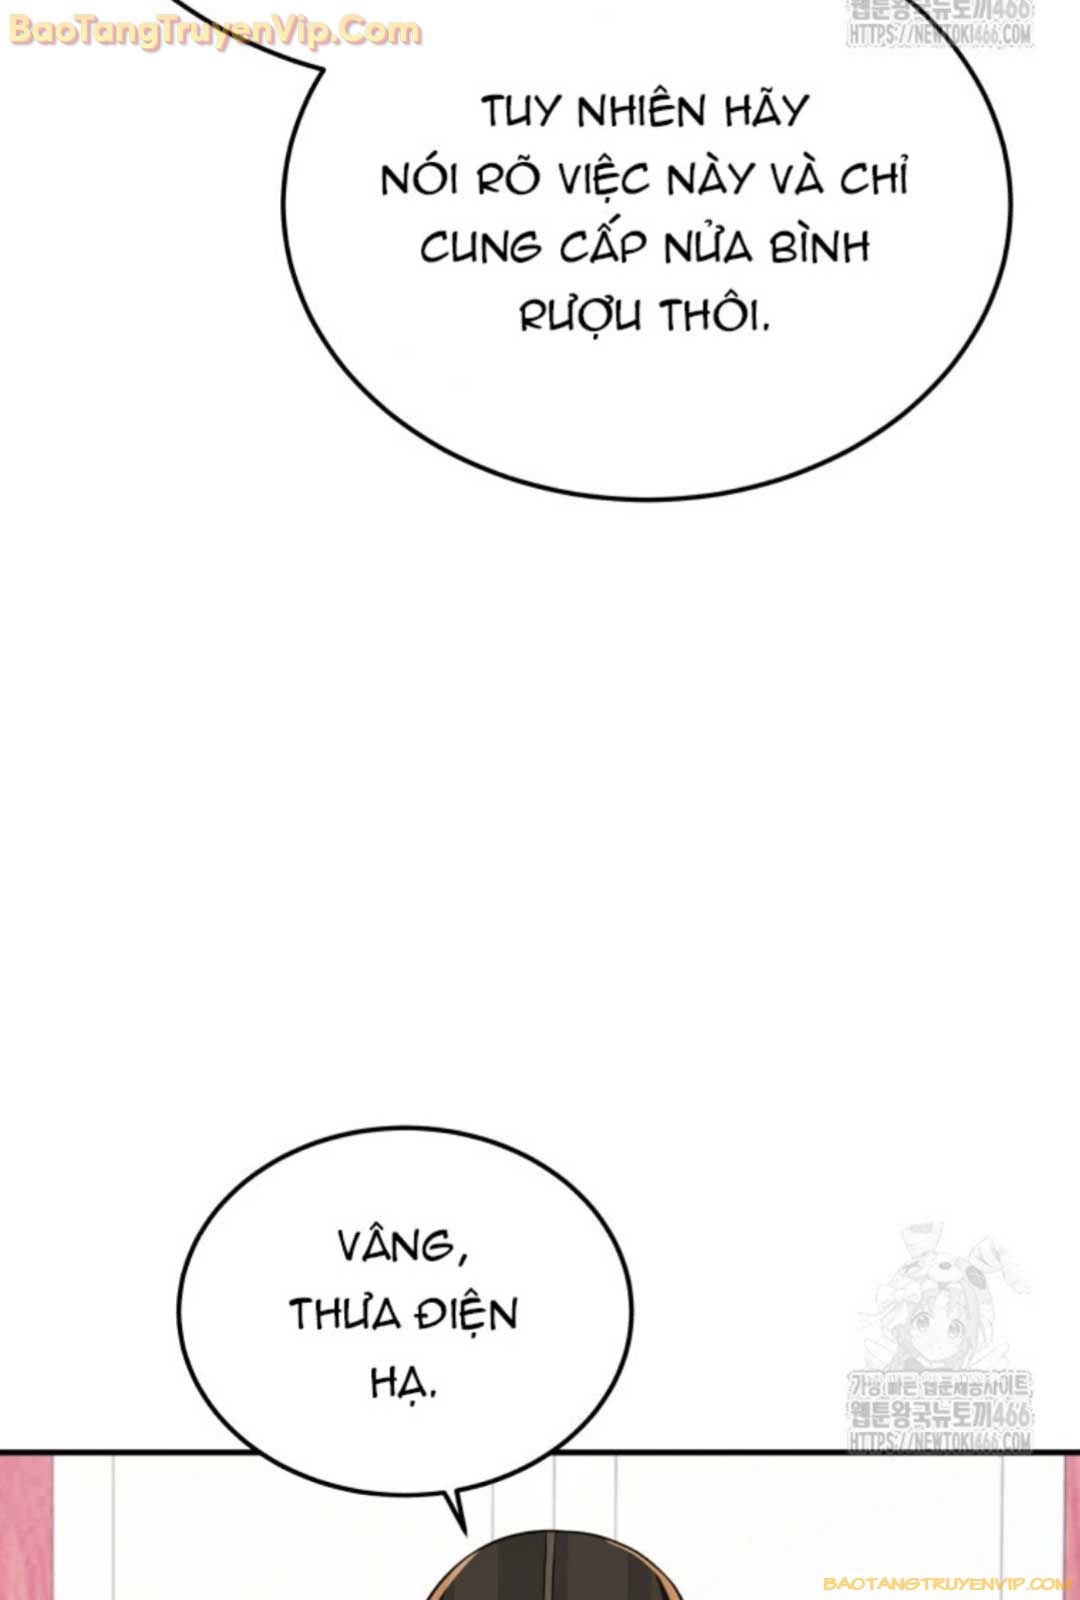 BaoTangTruyenVip.Com
웹툰왕국뉴토끼466
HTTPS://NEWTOKI466.COM
TUY NHIÊN HÃY
NÓI RÕ VIỆC NÀY VÀ CHỈ
CUNG CẤP NỬA BÌNH
RƯỢU THÔI.
VÂNG,
THƯA ĐIỆN
HẠ.
가장 빠른 웹툰제공사이트
웹툰왕국뉴토끼466
HTTPS://NEWTOKI466.COM
BAOTANGTRUYENVIP.COM